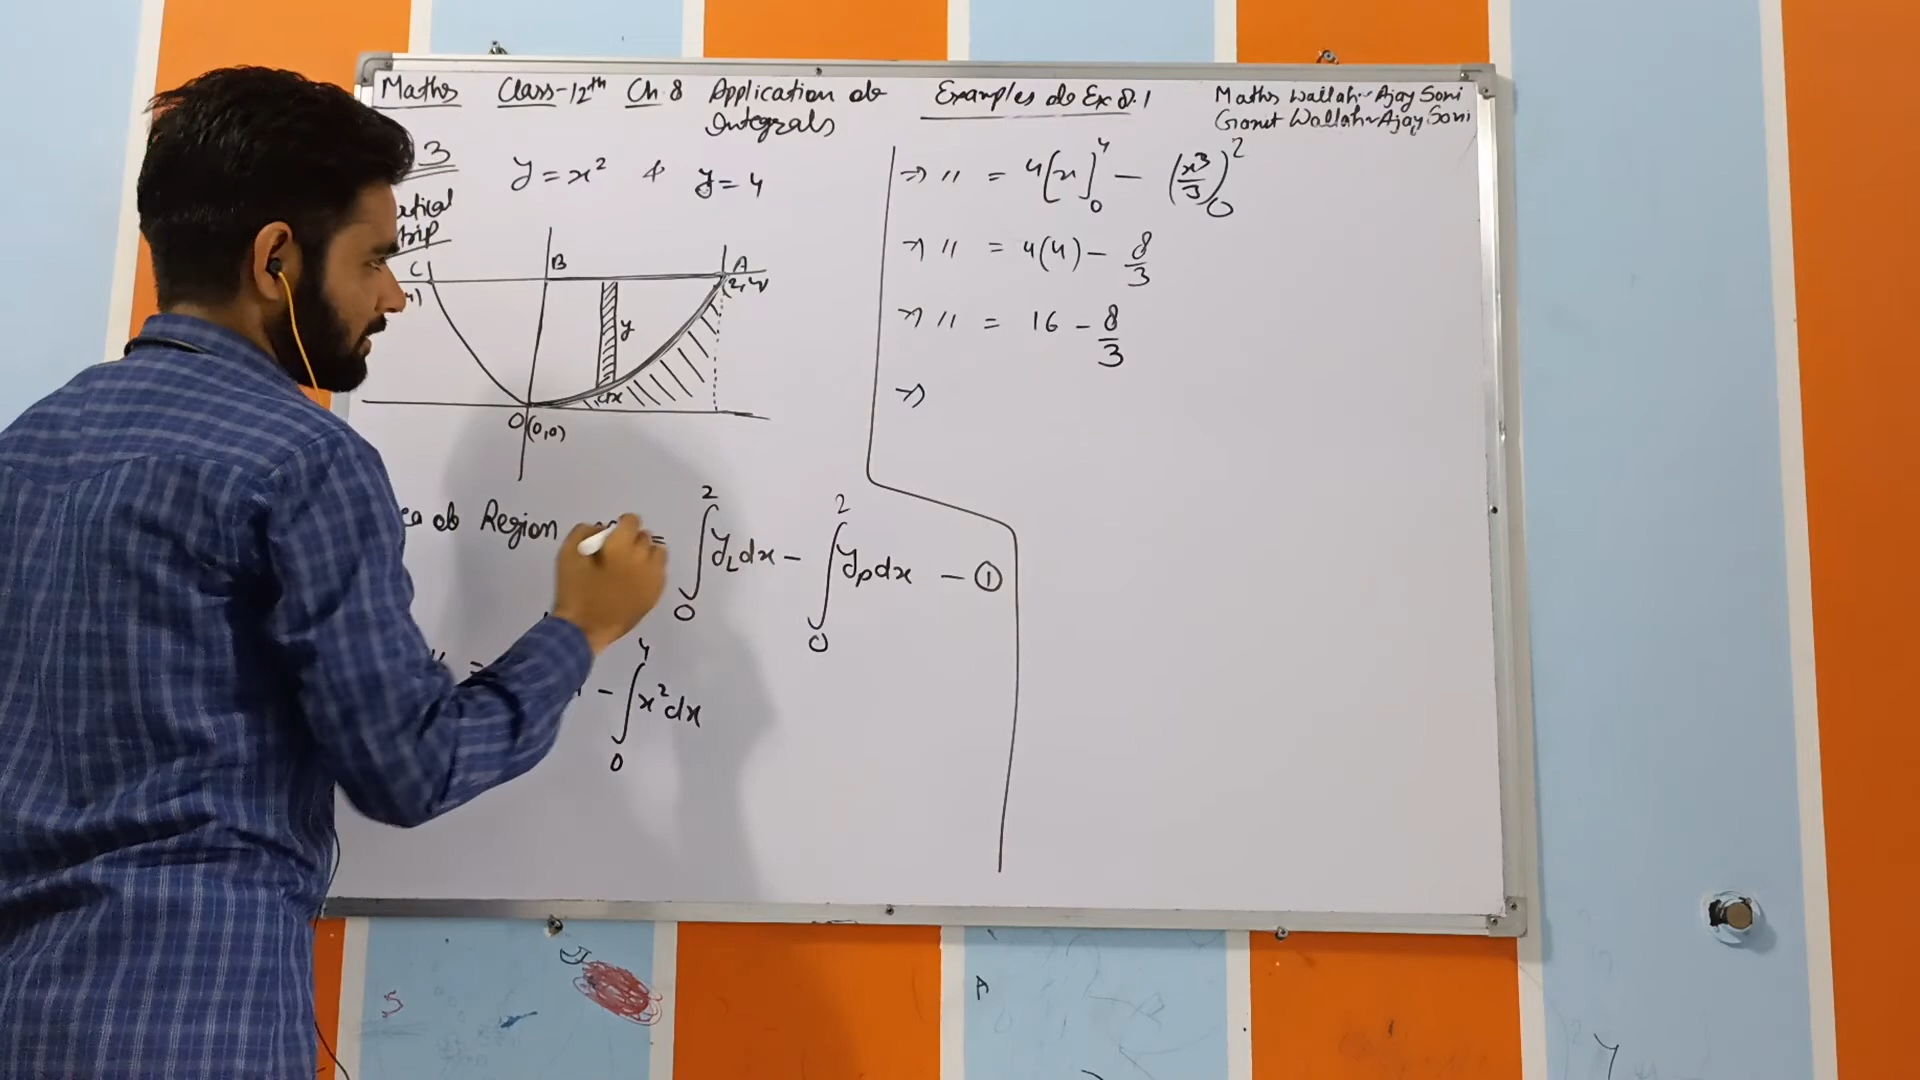 Maths Class-12th Ch 8 Application of Integrals Examples of Ex 8.1
Maths Wallah~Ajay Soni
Ganit Wallah~Ajay Soni
3 y = x² & y = 4
C B A
(2,4)
y
dx
O (0,0)
Region = ∫₀² y_L dx - ∫₀² y_P dx - ①
- ∫₀⁴ x² dx
⇒ " = 4[x]₀⁴ - (x³/3)₀²
⇒ " = 4(4) - 8/3
⇒ " = 16 - 8/3
⇒
S
A